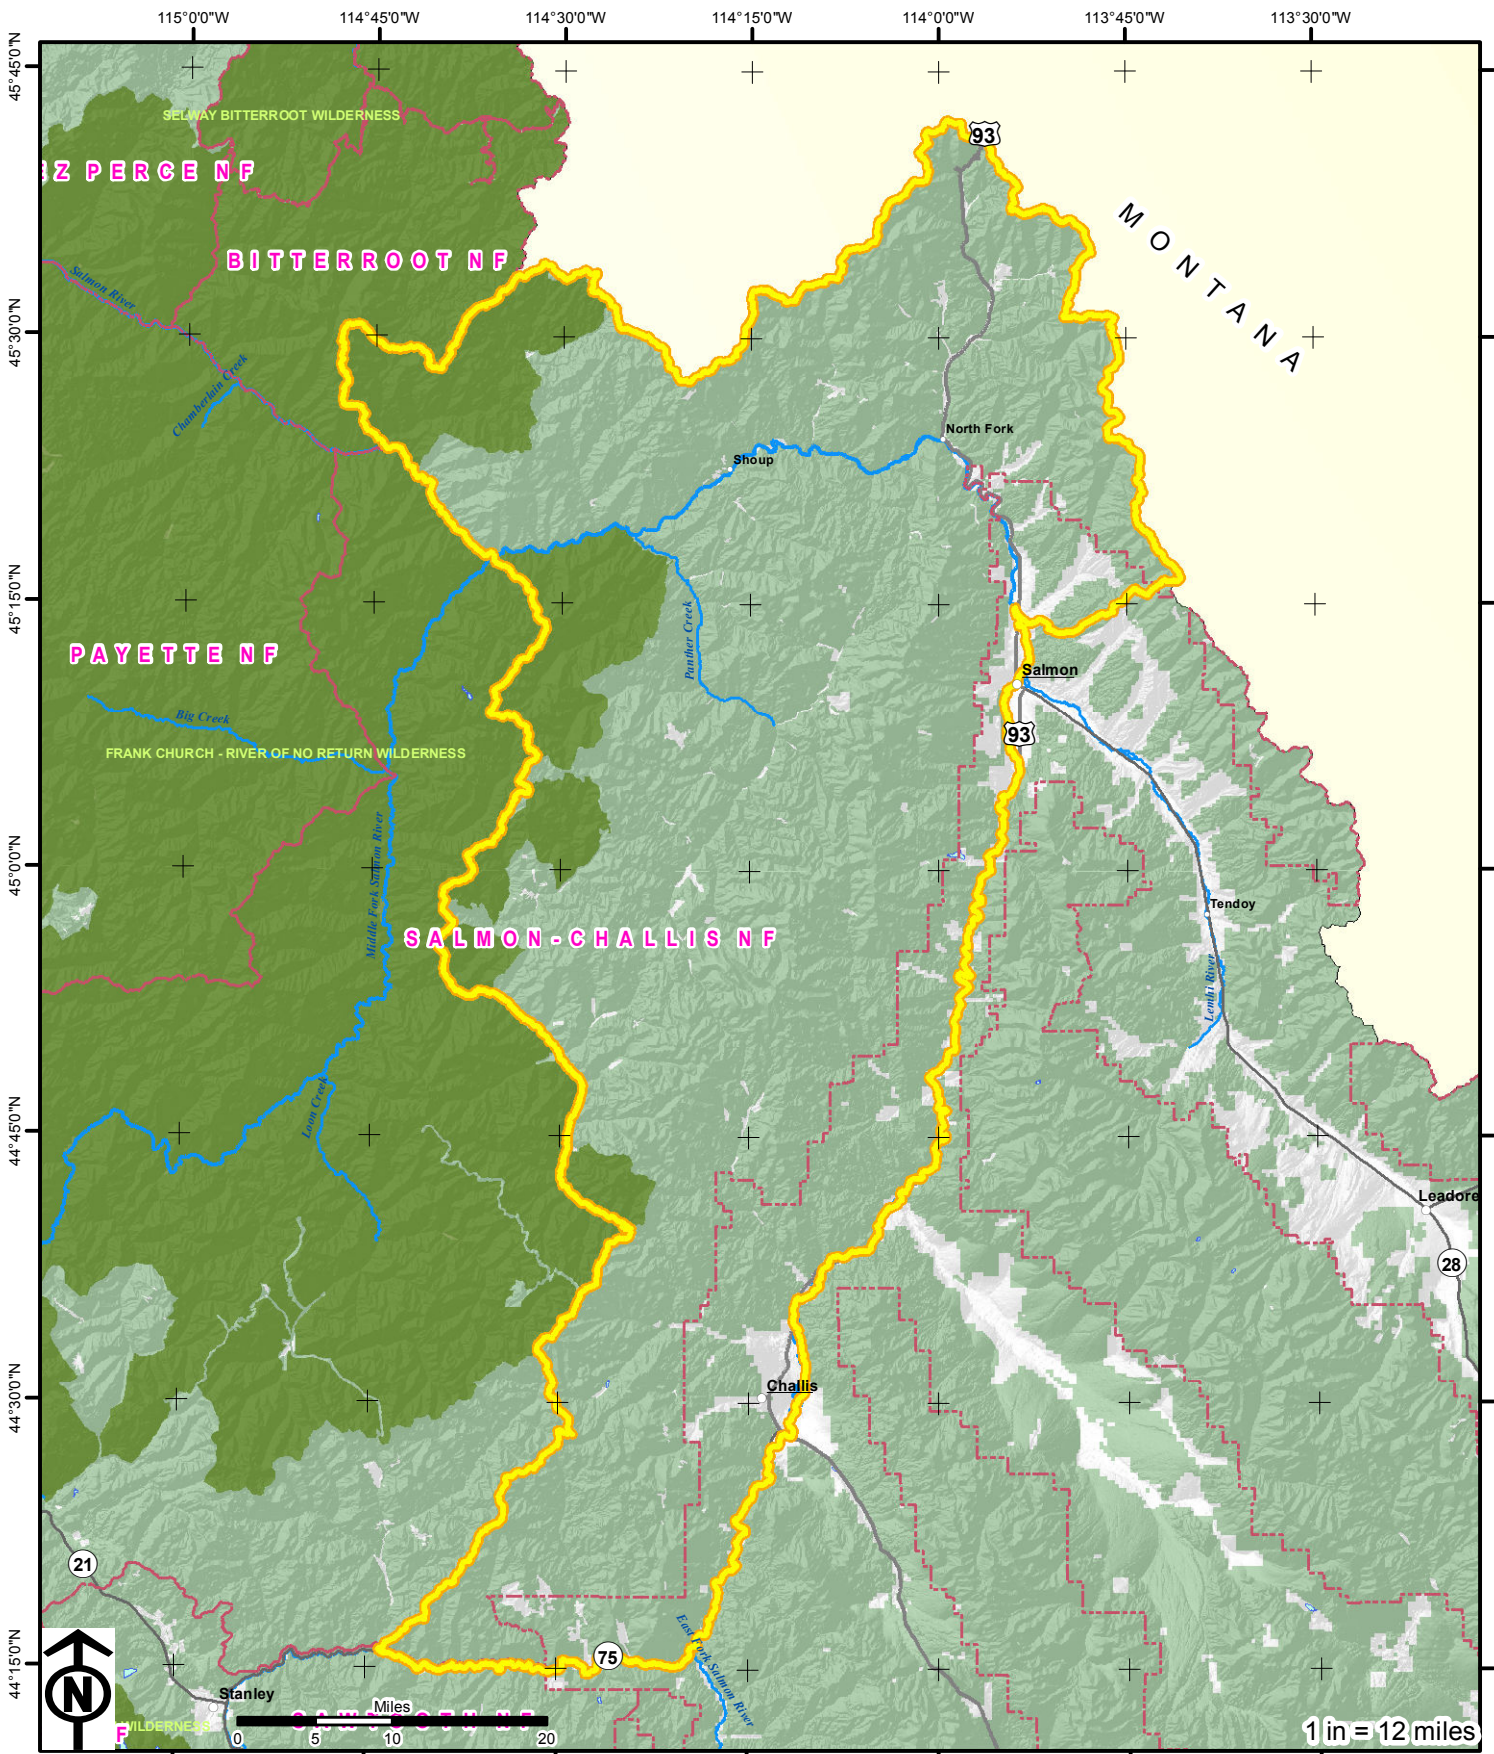 115°0'0"W
114°45'0"W
114°30'0"W
114°15'0"W
114°0'0"W
113°45'0"W
113°30'0"W
45°45'0"N
45°30'0"N
45°15'0"N
45°0'0"N
44°45'0"N
44°30'0"N
44°15'0"N
SELWAY BITTERROOT WILDERNESS
93
EZ PERCE NF
MONTANA
BITTERROOT NF
Salmon River
Chamberlain Creek
North Fork
Shoup
Panther Creek
PAYETTE NF
Salmon
Big Creek
93
FRANK CHURCH - RIVER OF NO RETURN WILDERNESS
Middle Fork Salmon River
Tendoy
SALMON-CHALLIS NF
Lemhi River
Loon Creek
Leadore
28
Challis
21
East Fork Salmon River
75
Stanley
N
WILDERNESS
F
Miles
SAWTOOTH NF
0 5 10 20
1 in = 12 miles